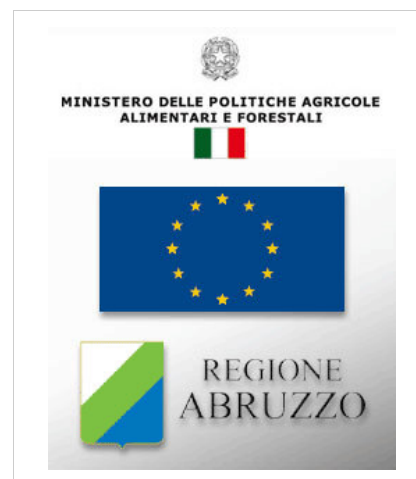 MINISTERO DELLE POLITICHE AGRICOLE
ALIMENTARI E FORESTALI
REGIONE
ABRUZZO